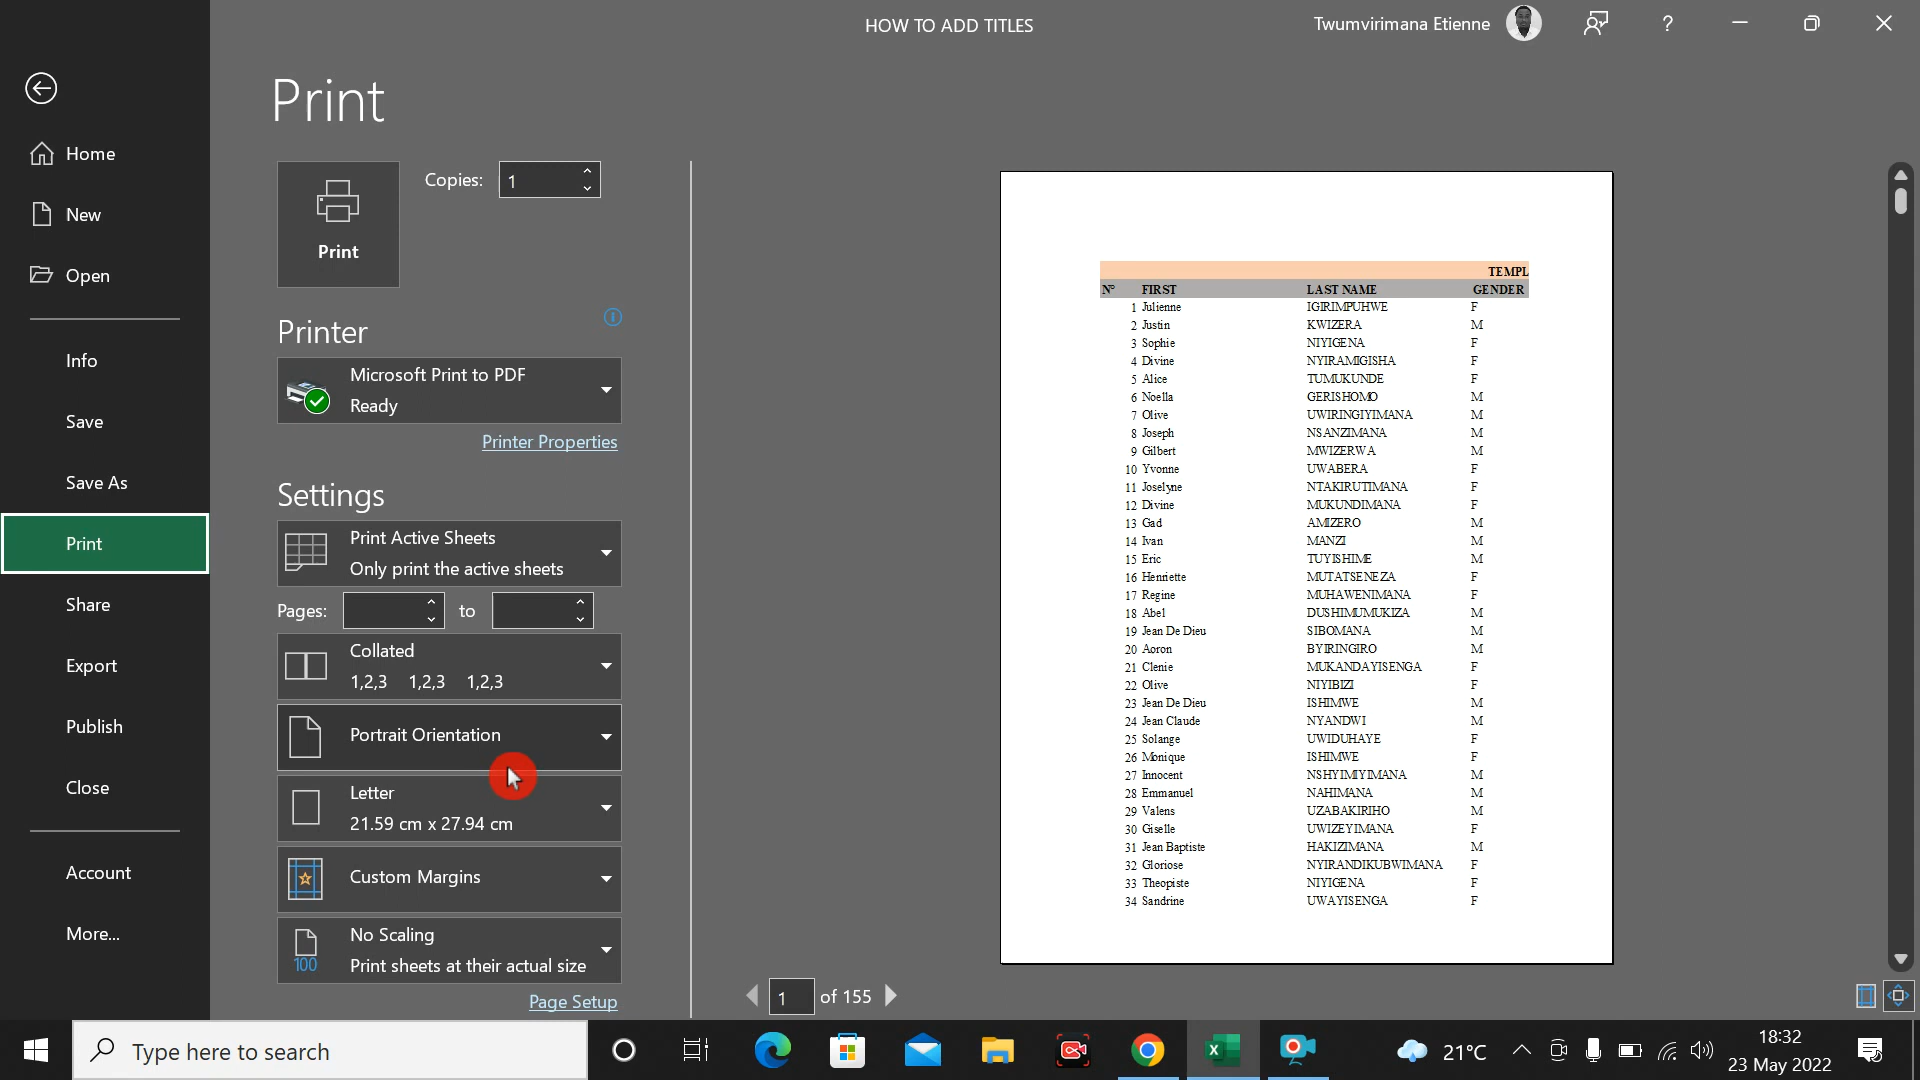 HOW TO ADD TITLES
Twumvirimana Etienne
?
Print
Home
New
Open
Info
Save
Save As
Print
Share
Export
Publish
Close
Account
More...
Print
Copies: 1
Printer
Microsoft Print to PDF
Ready
Printer Properties
Settings
Print Active Sheets
Only print the active sheets
Pages: to
Collated
1,2,3 1,2,3 1,2,3
Portrait Orientation
Letter
21.59 cm x 27.94 cm
Custom Margins
100
No Scaling
Print sheets at their actual size
Page Setup
TEMPL
N° FIRST LAST NAME GENDER
1 Julienne IGIRIMPUHWE F
2 Justin KWIZERA M
3 Sophie NIYIGENA F
4 Divine NYIRAMIGISHA F
5 Alice TUMUKUNDE F
6 Noella GERISHOMO M
7 Olive UWIRINGIYIMANA M
8 Joseph NSANZIMANA M
9 Gilbert MWIZERWA M
10 Yvonne UWABERA F
11 Joselyne NTAKIRUTIMANA F
12 Divine MUKUNDIMANA F
13 Gad AMIZERO M
14 Ivan MANZI M
15 Eric TUYISHIME M
16 Henriette MUTATSENEZA F
17 Regine MUHAWENIMANA F
18 Abel DUSHIMUMUKIZA M
19 Jean De Dieu SIBOMANA M
20 Aoron BYIRINGIRO M
21 Clenie MUKANDAYISENGA F
22 Olive NIYIBIZI F
23 Jean De Dieu ISHIMWE M
24 Jean Claude NYANDWI M
25 Solange UWIDUHAYE F
26 Monique ISHIMWE F
27 Innocent NSHYIMIYIMANA M
28 Emmanuel NAHIMANA M
29 Valens UZABAKIRIHO M
30 Giselle UWIZEYIMANA F
31 Jean Baptiste HAKIZIMANA M
32 Gloriose NYIRANDIKUBWIMANA F
33 Theopiste NIYIGENA F
34 Sandrine UWAYISENGA F
1 of 155
Type here to search
21°C
18:32
23 May 2022